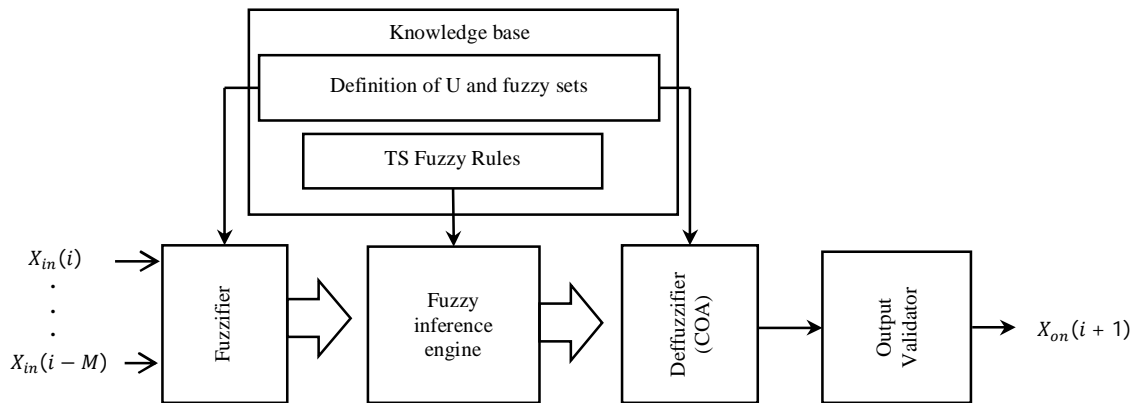 Knowledge base
Definition of U and fuzzy sets
TS Fuzzy Rules
X_in(i)
.
.
.
X_in(i − M)
Fuzzifier
Fuzzy
inference
engine
Deffuzzifier
(COA)
Output
Validator
X_on(i + 1)